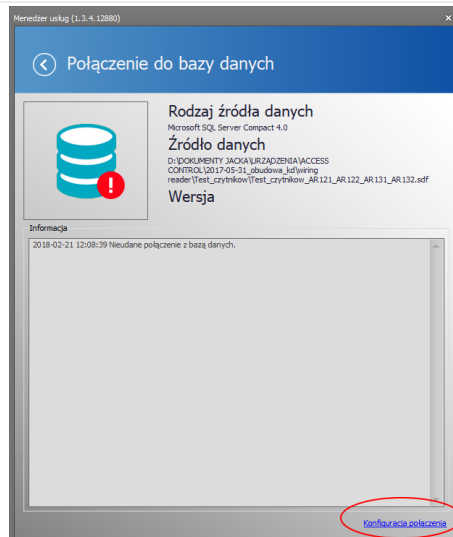 Menedżer usług (1.3.4.12880)
Połączenie do bazy danych
Rodzaj źródła danych
Microsoft SQL Server Compact 4.0
Źródło danych
D:\DOKUMENTY JACKA\URZĄDZENIA\ACCESS
CONTROL\2017-05-31_obudowa_kd\wiring
reader\Test_czytnikow\Test_czytnikow_AR121_AR122_AR131_AR132.sdf
Wersja
Informacja
2018-02-21 12:08:39 Nieudane połączenie z bazą danych.
Konfiguracja połączenia